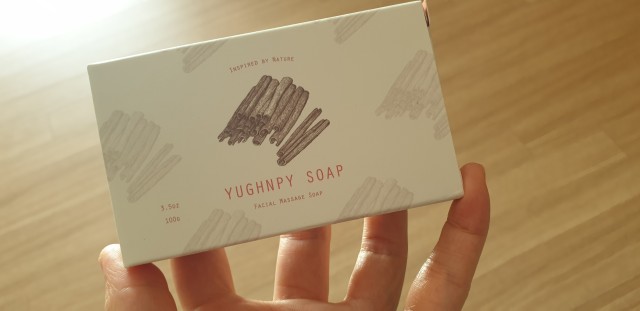 INSPIRED BY NATURE
YUGHNPY SOAP
FACIAL MASSAGE SOAP
3.5oz
100g